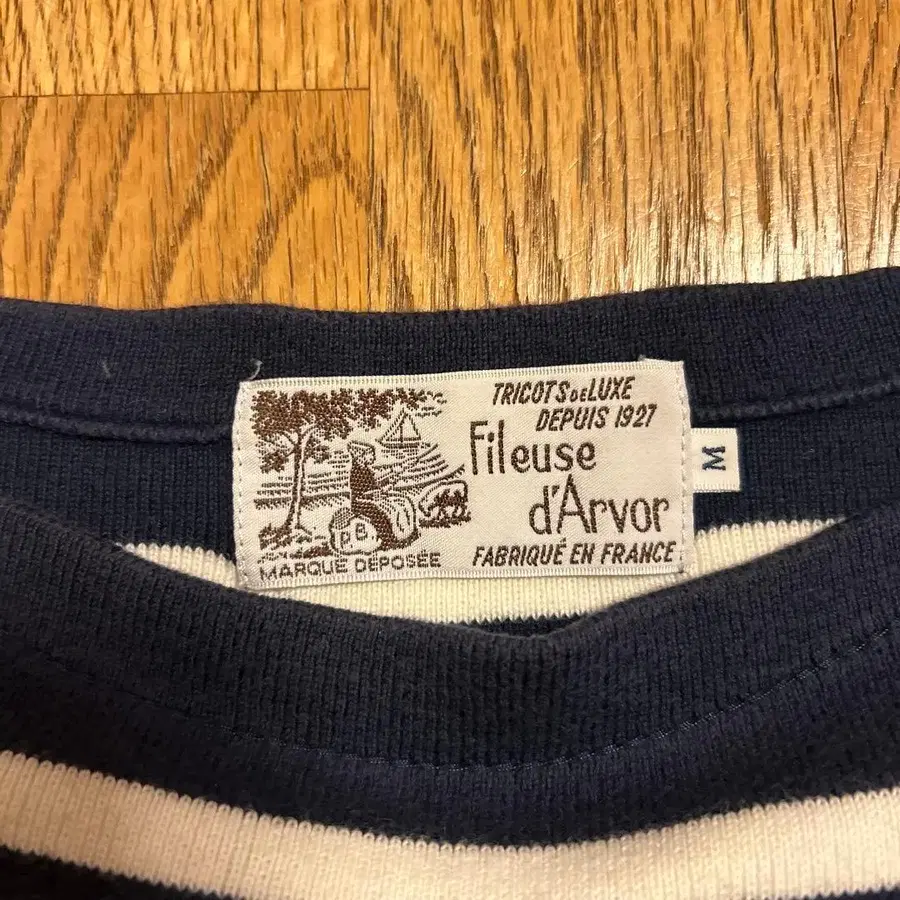 TRICOTS DE LUXE
DEPUIS 1927
Fileuse
d'Arvor
FABRIQUÉ EN FRANCE
P.B.
MARQUE DÉPOSÉE
M